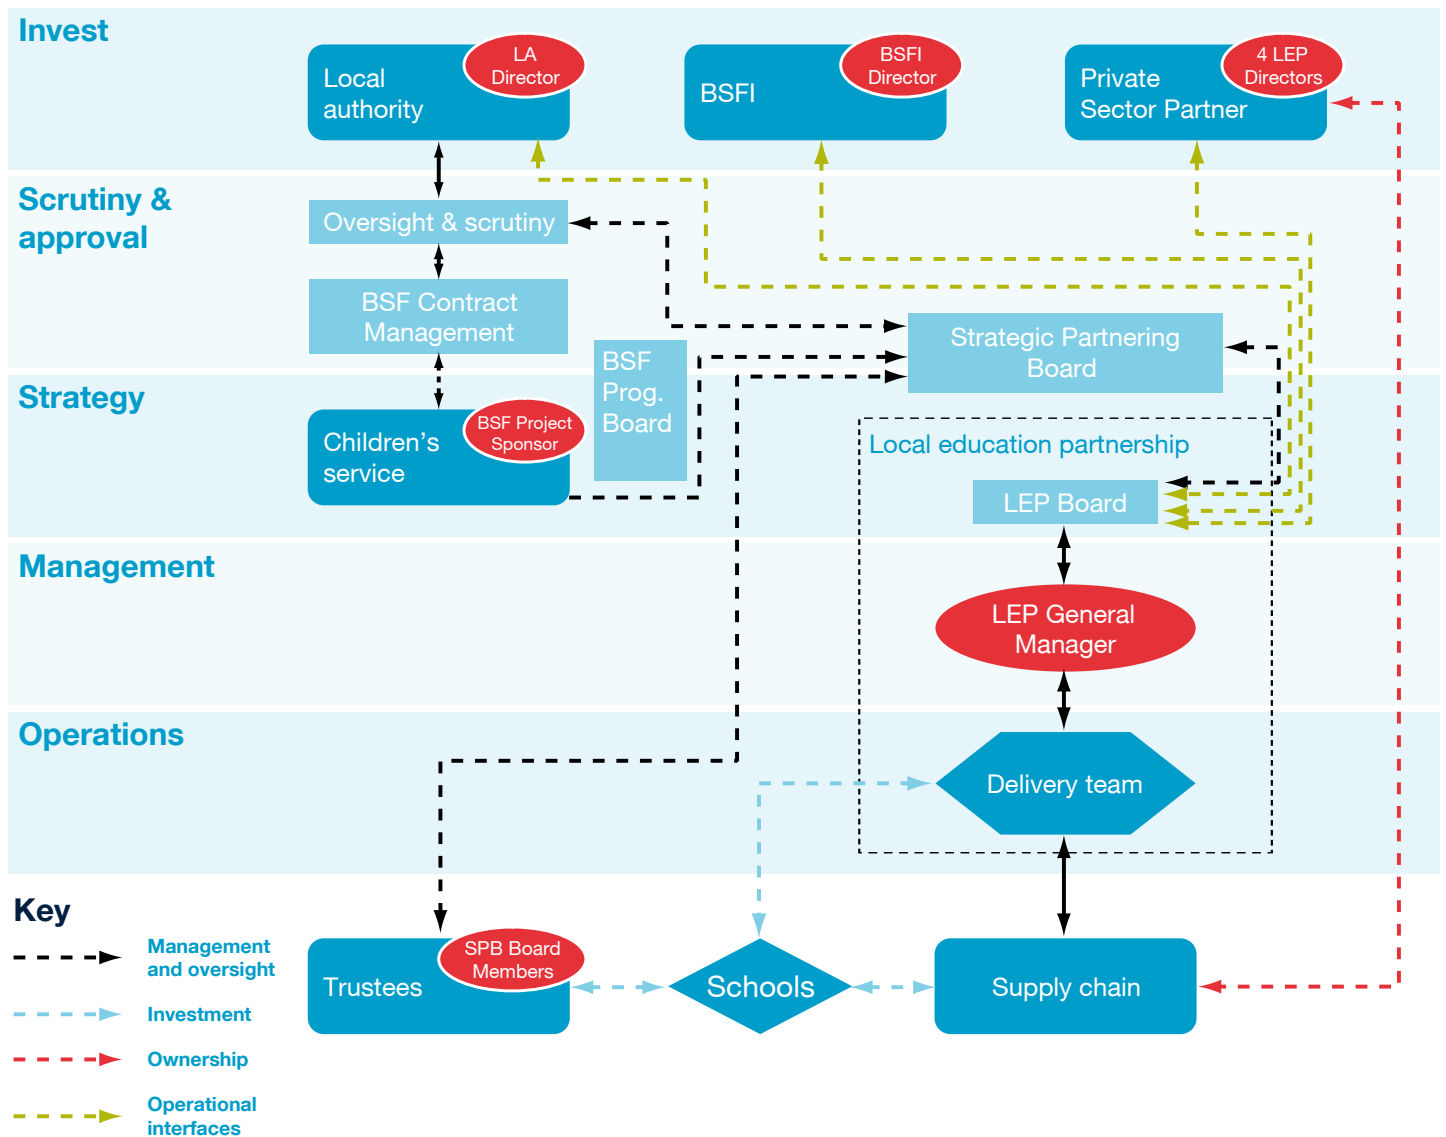 Invest
Local
authority
LA
Director
BSFI
BSFI
Director
Private
Sector Partner
4 LEP
Directors
Scrutiny &
approval
Oversight & scrutiny
BSF Contract
Management
BSF
Prog.
Board
Strategic Partnering
Board
Strategy
Children’s
service
BSF Project
Sponsor
Local education partnership
LEP Board
Management
LEP General
Manager
Operations
Delivery team
Key
Management
and oversight
Investment
Ownership
Operational
interfaces
Trustees
SPB Board
Members
Schools
Supply chain